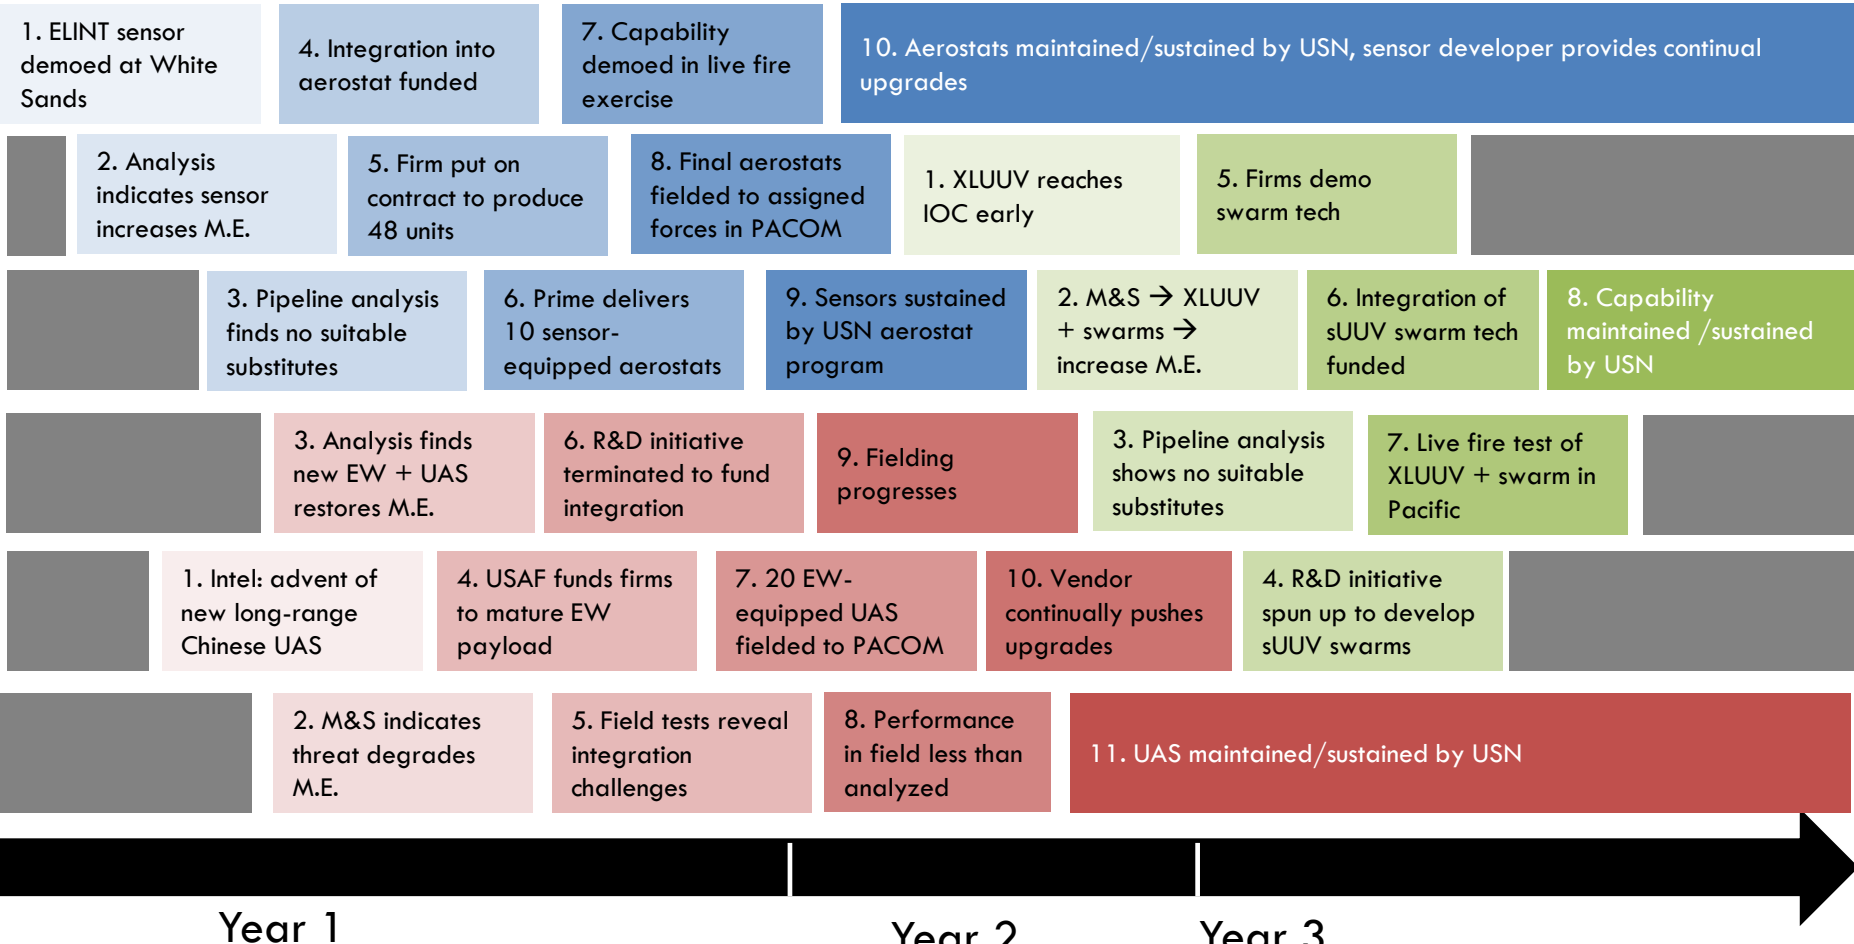 1. ELINT sensor
demoed at White
Sands
4. Integration into
aerostat funded
7. Capability
demoed in live fire
exercise
10. Aerostats maintained/sustained by USN, sensor developer provides continual
upgrades
2. Analysis
indicates sensor
increases M.E.
5. Firm put on
contract to produce
48 units
8. Final aerostats
fielded to assigned
forces in PACOM
1. XLUUV reaches
IOC early
5. Firms demo
swarm tech
3. Pipeline analysis
finds no suitable
substitutes
6. Prime delivers
10 sensor-
equipped aerostats
9. Sensors sustained
by USN aerostat
program
2. M&S → XLUUV
+ swarms →
increase M.E.
6. Integration of
sUUV swarm tech
funded
8. Capability
maintained /sustained
by USN
3. Analysis finds
new EW + UAS
restores M.E.
6. R&D initiative
terminated to fund
integration
9. Fielding
progresses
3. Pipeline analysis
shows no suitable
substitutes
7. Live fire test of
XLUUV + swarm in
Pacific
1. Intel: advent of
new long-range
Chinese UAS
4. USAF funds firms
to mature EW
payload
7. 20 EW-
equipped UAS
fielded to PACOM
10. Vendor
continually pushes
upgrades
4. R&D initiative
spun up to develop
sUUV swarms
2. M&S indicates
threat degrades
M.E.
5. Field tests reveal
integration
challenges
8. Performance
in field less than
analyzed
11. UAS maintained/sustained by USN
Year 1
Year 2
Year 3